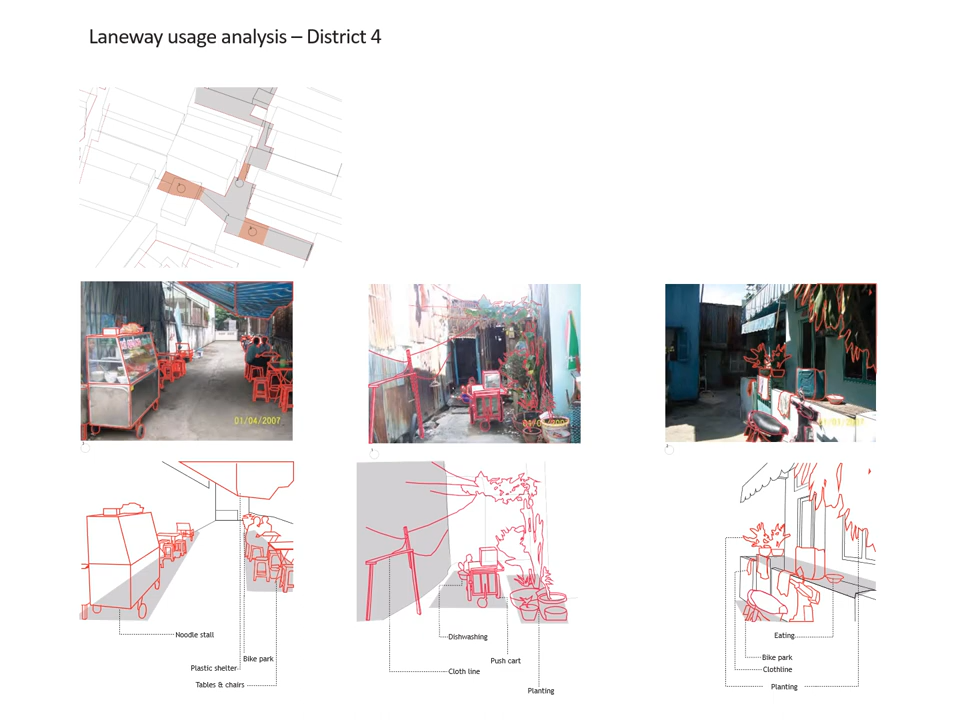 Laneway usage analysis – District 4
01/04/2007
Noodle stall
Bike park
Plastic shelter
Tables & chairs
Dishwashing
Push cart
Cloth line
Planting
Eating
Bike park
Clothline
Planting